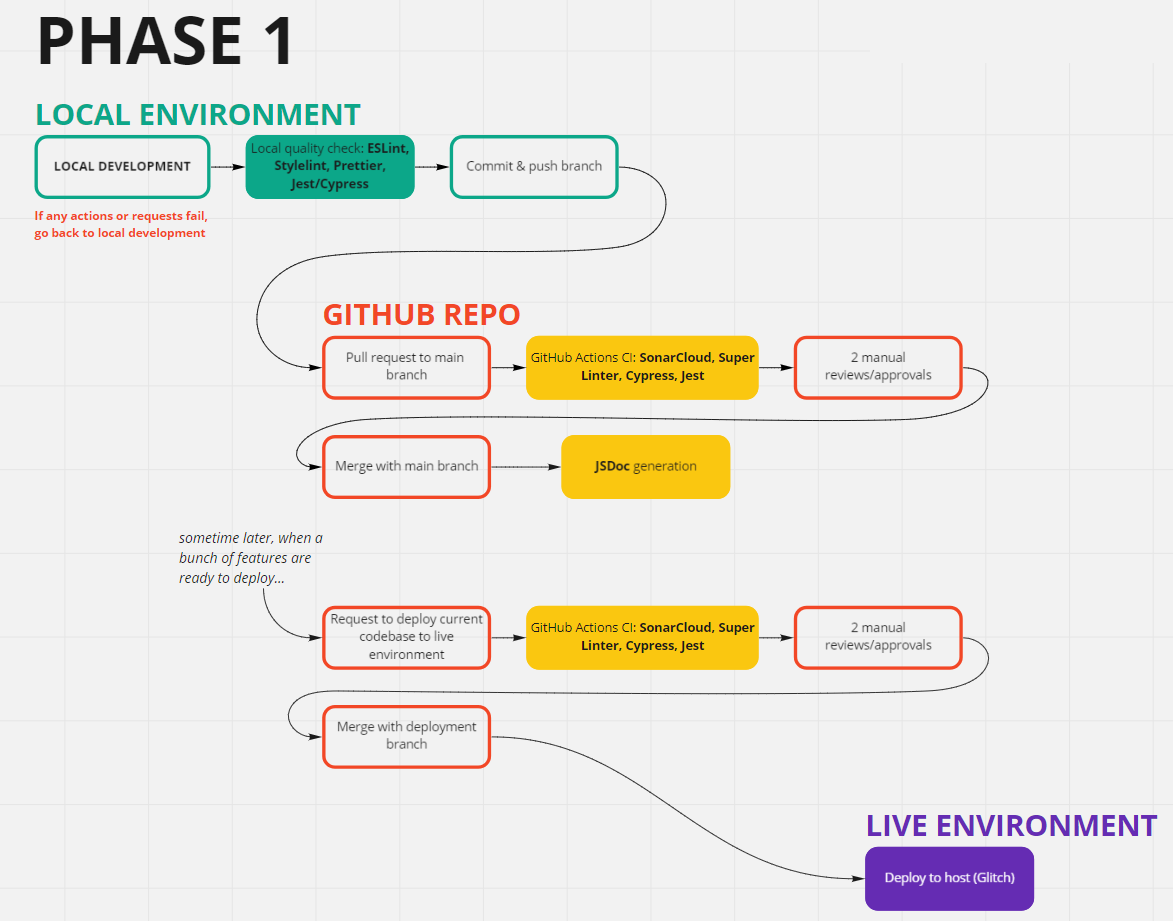 PHASE 1
LOCAL ENVIRONMENT
LOCAL DEVELOPMENT
Local quality check: ESLint,
Stylelint, Prettier,
Jest/Cypress
Commit & push branch
If any actions or requests fail,
go back to local development
GITHUB REPO
Pull request to main
branch
GitHub Actions CI: SonarCloud, Super
Linter, Cypress, Jest
2 manual
reviews/approvals
Merge with main branch
JSDoc generation
sometime later, when a
bunch of features are
ready to deploy...
Request to deploy current
codebase to live
environment
GitHub Actions CI: SonarCloud, Super
Linter, Cypress, Jest
2 manual
reviews/approvals
Merge with deployment
branch
LIVE ENVIRONMENT
Deploy to host (Glitch)